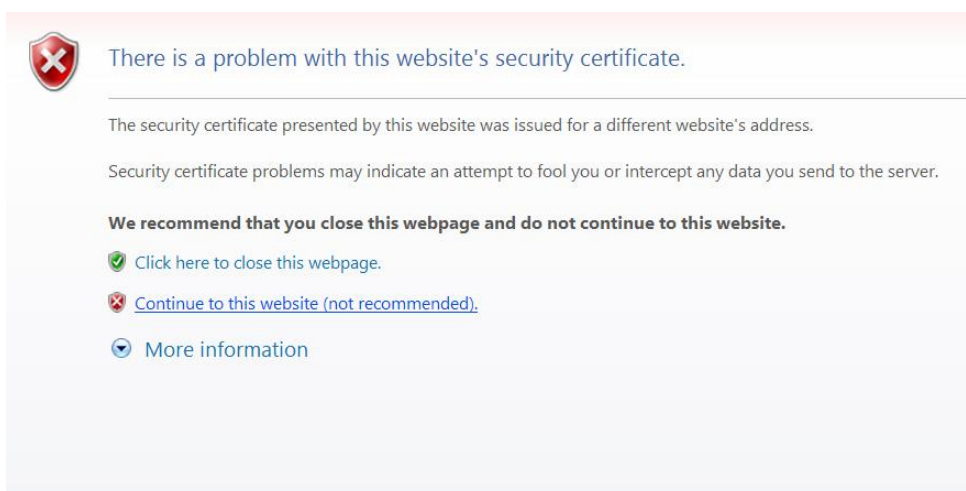 There is a problem with this website's security certificate.
The security certificate presented by this website was issued for a different website's address.
Security certificate problems may indicate an attempt to fool you or intercept any data you send to the server.
We recommend that you close this webpage and do not continue to this website.
Click here to close this webpage.
Continue to this website (not recommended).
More information